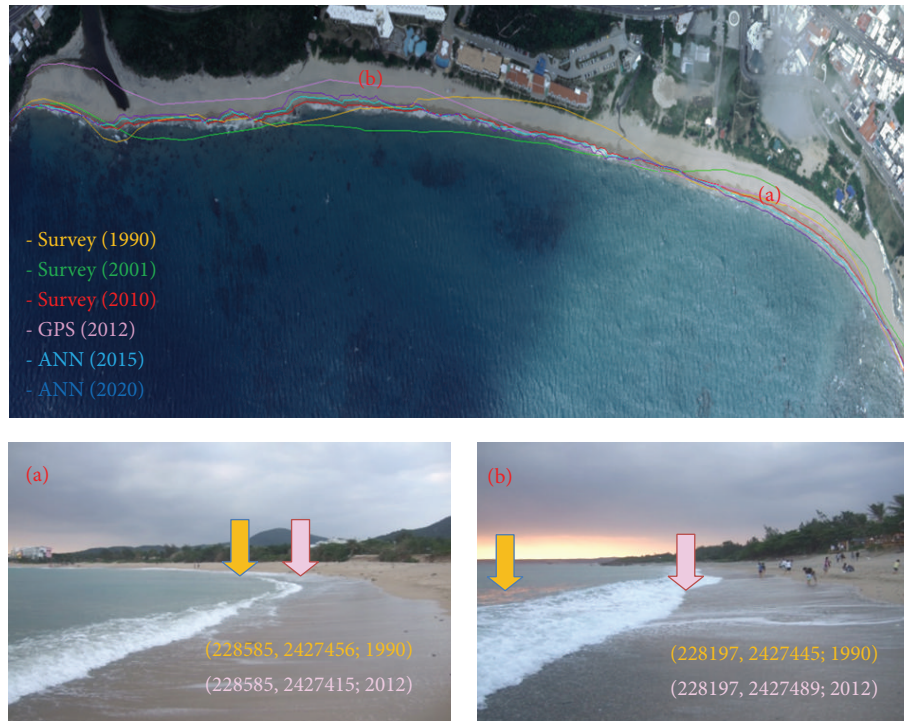 (b)
(a)
- Survey (1990)
- Survey (2001)
- Survey (2010)
- GPS (2012)
- ANN (2015)
- ANN (2020)
(a)
(228585, 2427456; 1990)
(228585, 2427415; 2012)
(b)
(228197, 2427445; 1990)
(228197, 2427489; 2012)